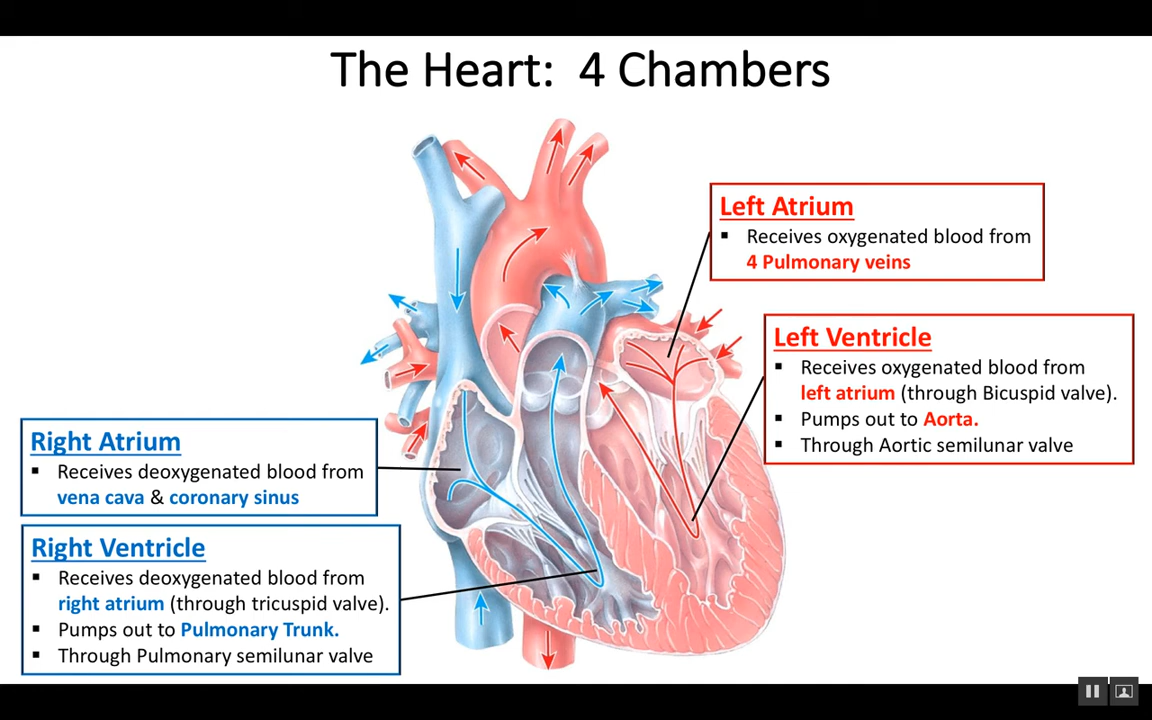 The Heart:  4 Chambers
Left Atrium
▪ Receives oxygenated blood from
4 Pulmonary veins
Left Ventricle
▪ Receives oxygenated blood from
left atrium (through Bicuspid valve).
▪ Pumps out to Aorta.
▪ Through Aortic semilunar valve
Right Atrium
▪ Receives deoxygenated blood from
vena cava & coronary sinus
Right Ventricle
▪ Receives deoxygenated blood from
right atrium (through tricuspid valve).
▪ Pumps out to Pulmonary Trunk.
▪ Through Pulmonary semilunar valve